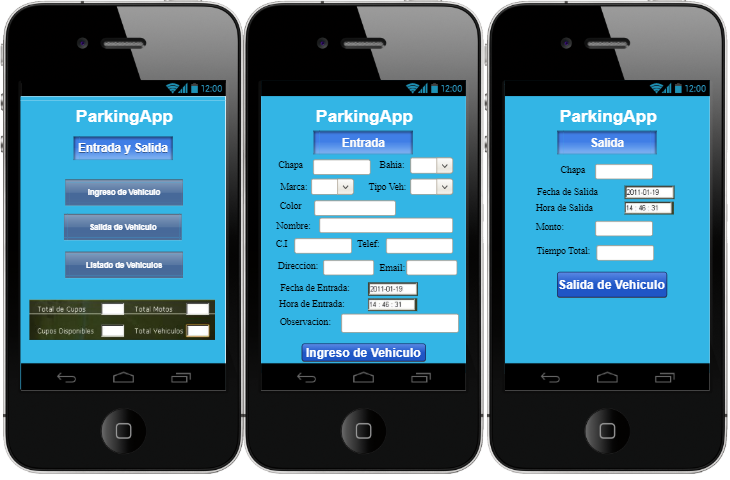 12:00
ParkingApp
Entrada y Salida
Ingreso de Vehiculo
Salida de Vehiculo
Listado de Vehiculos
Total de Cupos Total Motos
Cupos Disponibles Total Vehiculos
12:00
ParkingApp
Entrada
Chapa Bahia:
Marca: Tipo Veh:
Color
Nombre:
C.I Telef:
Direccion: Email:
Fecha de Entrada: 2011-01-19
Hora de Entrada: 14 : 46 : 31
Observacion:
Ingreso de Vehiculo
12:00
ParkingApp
Salida
Chapa
Fecha de Salida 2011-01-19
Hora de Salida 14 : 46 : 31
Monto:
Tiempo Total:
Salida de Vehiculo